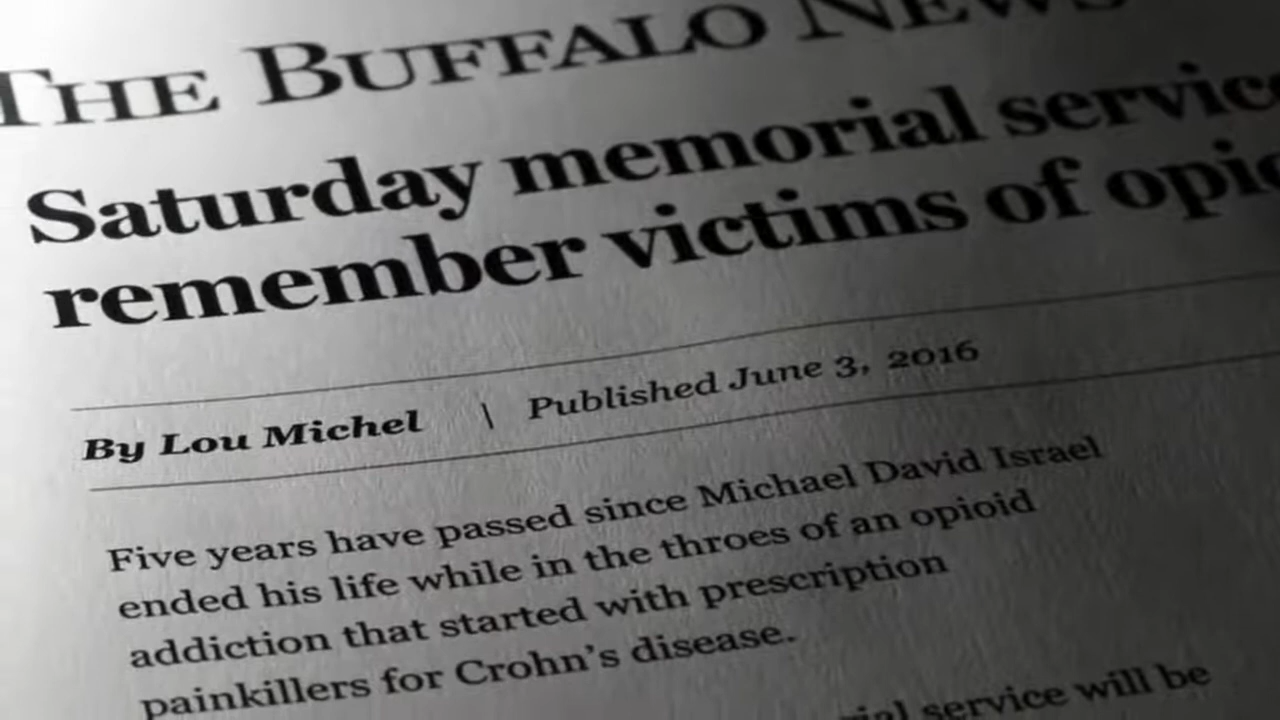 THE BUFFALO NEWS
Saturday memorial
remember victims of
By Lou Michel | Published June 3, 2016
Five years have passed since Michael David Israel
ended his life while in the throes of an opioid
addiction that started with prescription
painkillers for Crohn's disease.
service will be